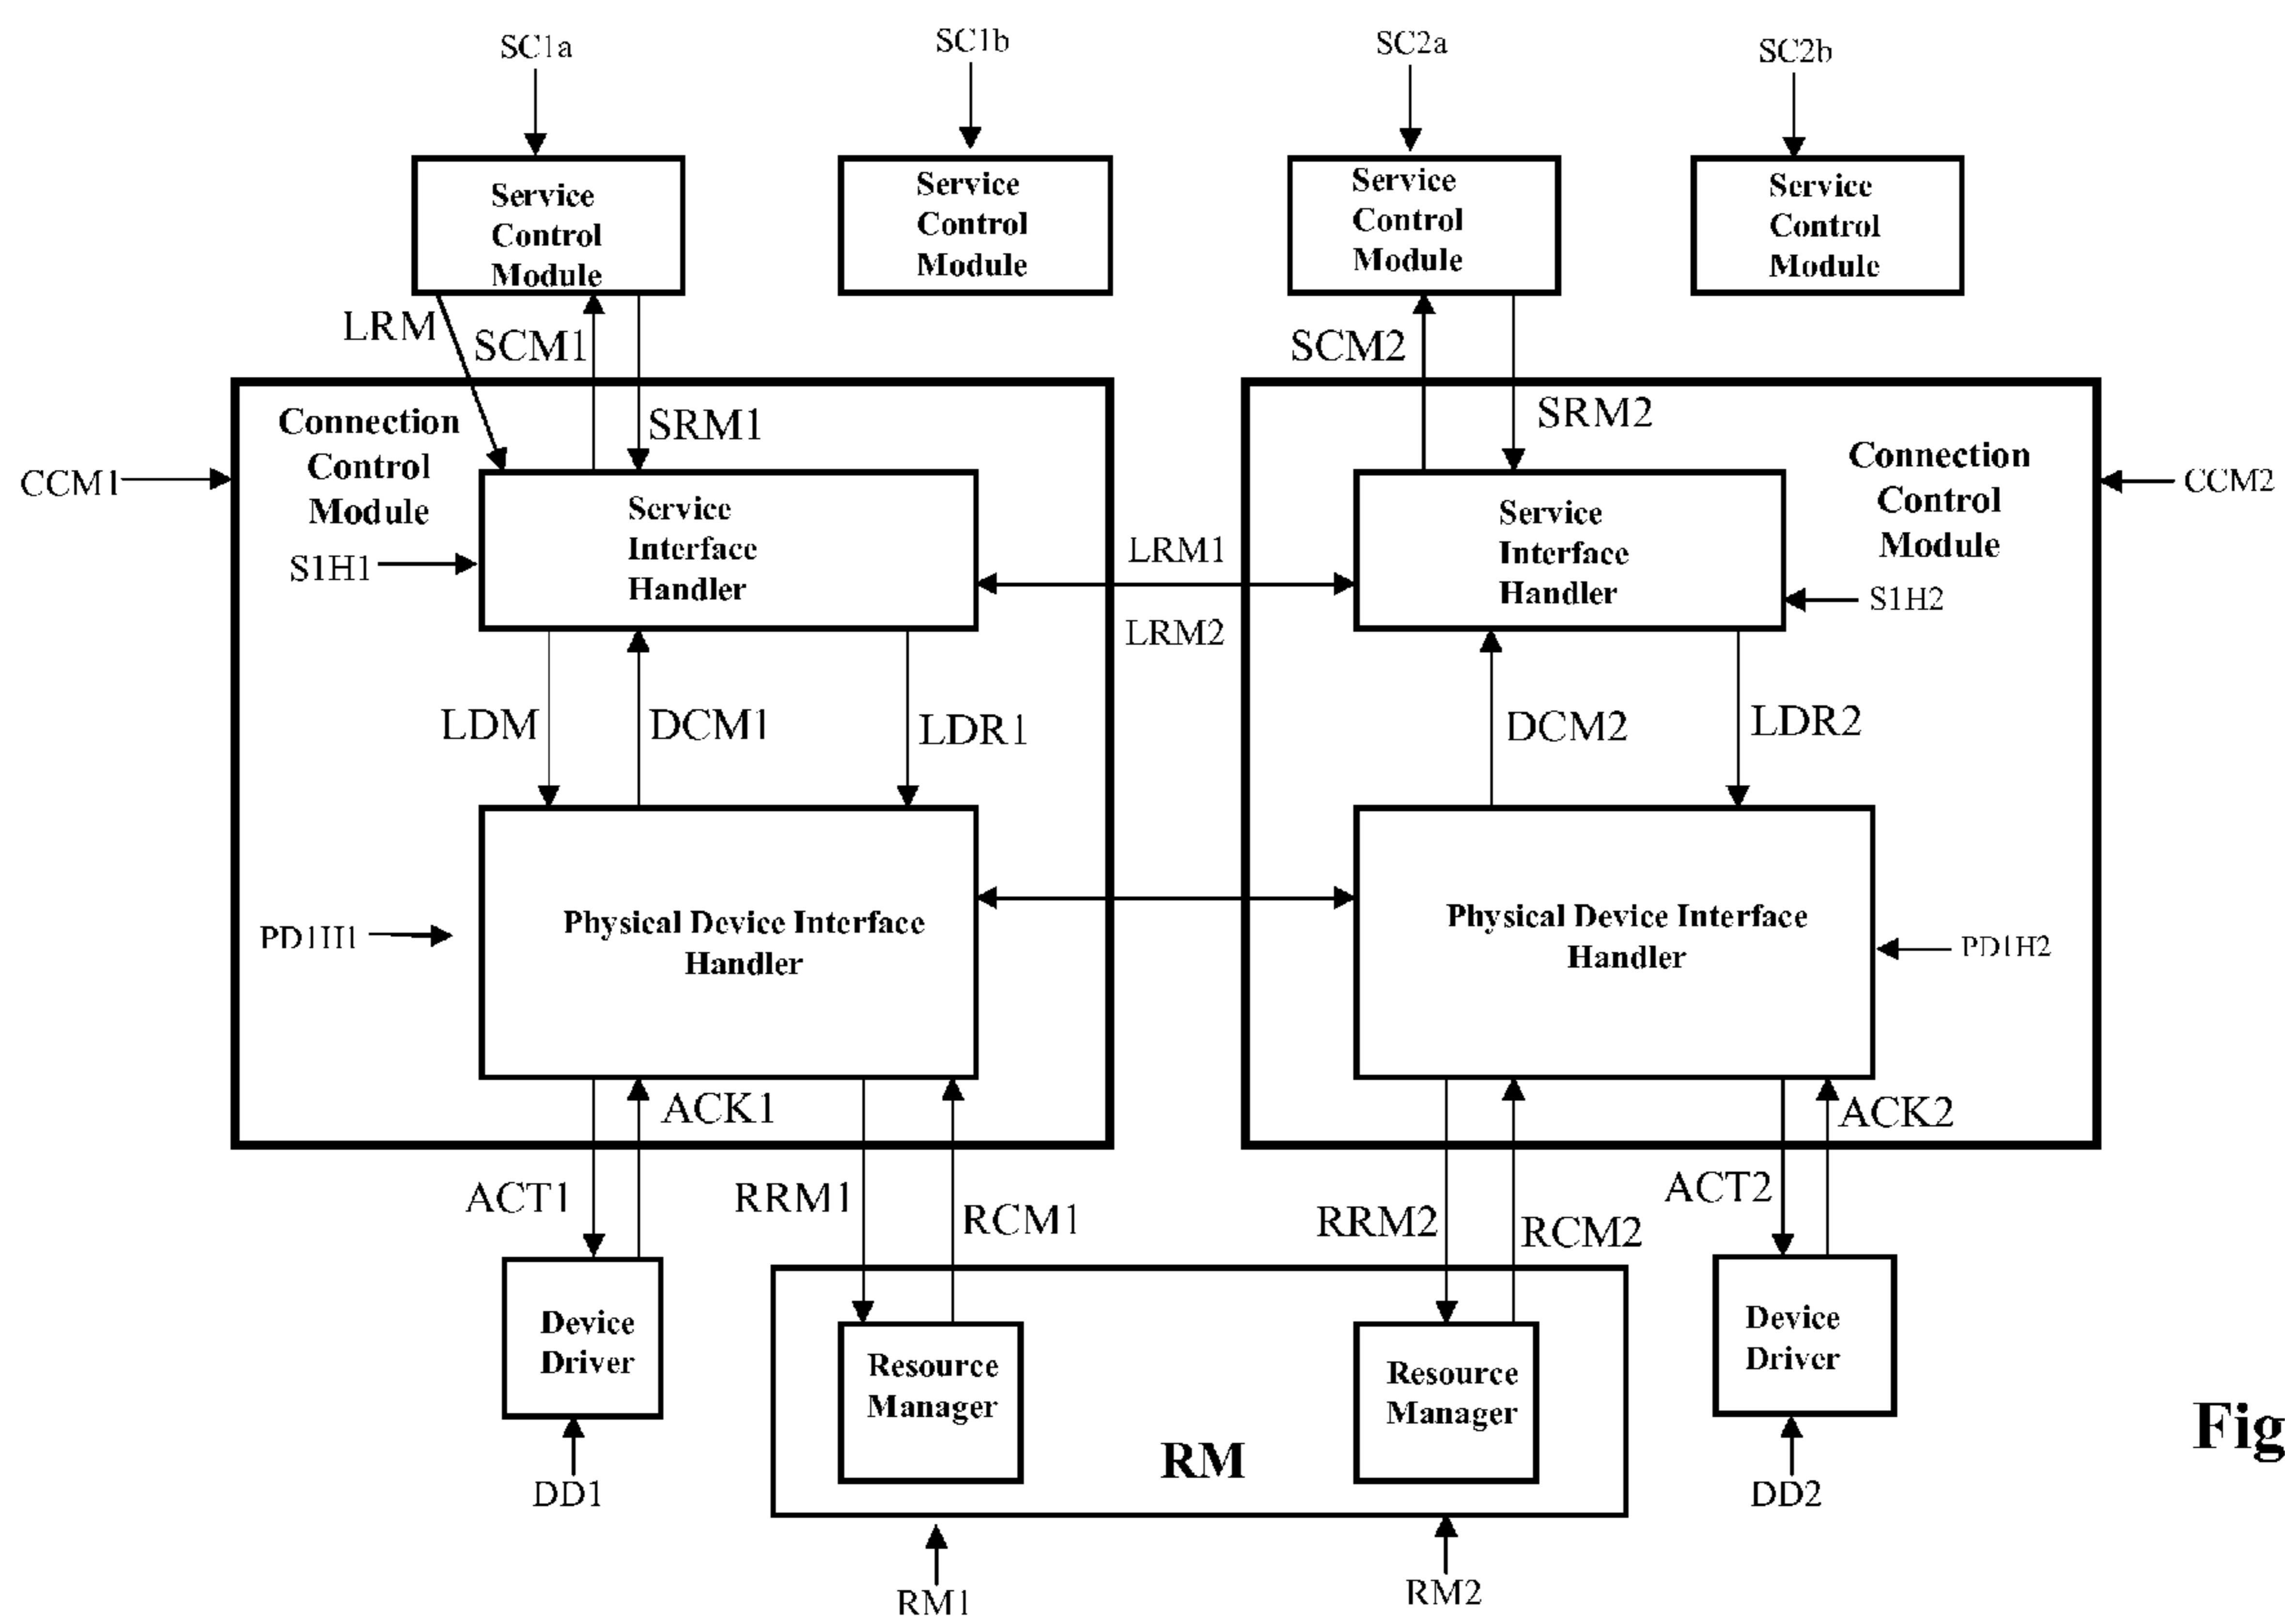 SC1a
SC1b
SC2a
SC2b
Service
Control
Module
Service
Control
Module
Service
Control
Module
Service
Control
Module
LRM
SCM1
SRM1
SCM2
SRM2
CCM1
Connection
Control
Module
Connection
Control
Module
CCM2
S1H1
Service
Interface
Handler
LRM1
LRM2
Service
Interface
Handler
S1H2
LDM
DCM1
LDR1
DCM2
LDR2
PD1H1
Physical Device Interface
Handler
Physical Device Interface
Handler
PD1H2
ACK1
ACK2
ACT1
RRM1
RCM1
RRM2
RCM2
ACT2
Device
Driver
Resource
Manager
Resource
Manager
Device
Driver
RM
Fig
DD1
DD2
RM1
RM2